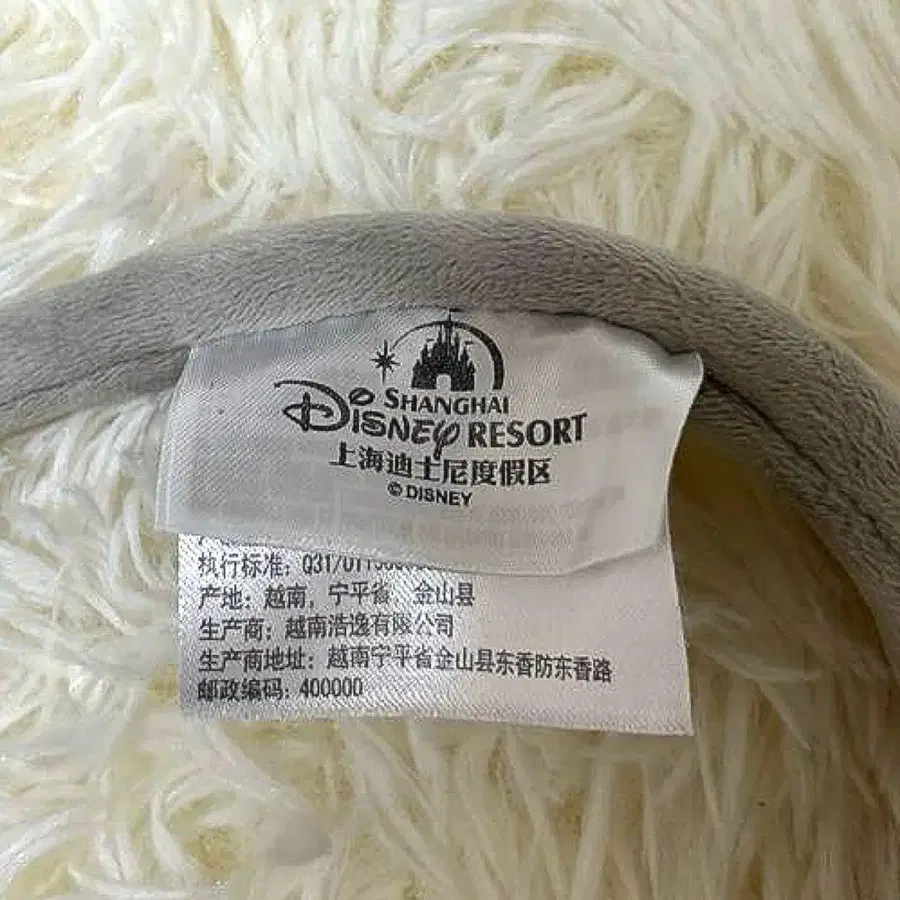 SHANGHAI
DISNEY RESORT
上海迪士尼度假区
© DISNEY
执行标准: Q31/011
产地: 越南, 宁平省 金山县
生产商: 越南浩逸有限公司
生产商地址: 越南宁平省金山县东香防东香路
邮政编码: 400000